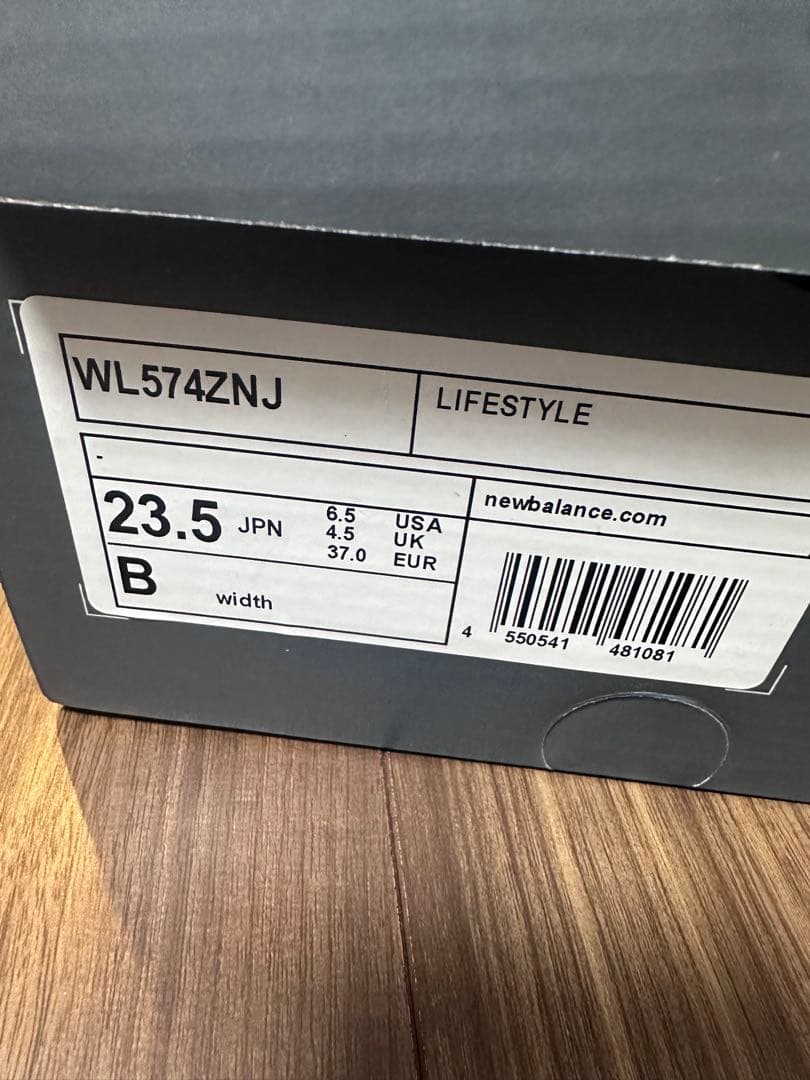 WL574ZNJ
LIFESTYLE
-
23.5 JPN
6.5 USA
4.5 UK
37.0 EUR
B width
newbalance.com
4 550541 481081